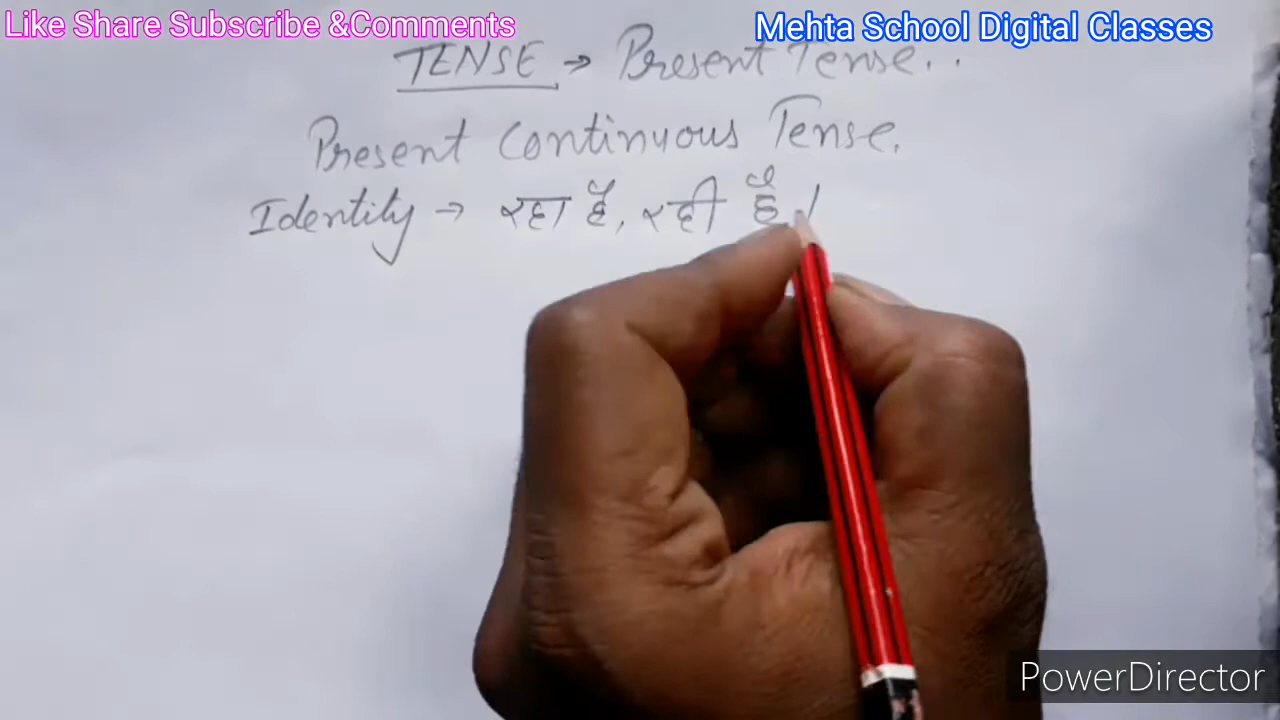 Like Share Subscribe &Comments
Mehta School Digital Classes
TENSE → Present Tense..
Present Continuous Tense.
Identity → रहा है, रही है।
PowerDirector